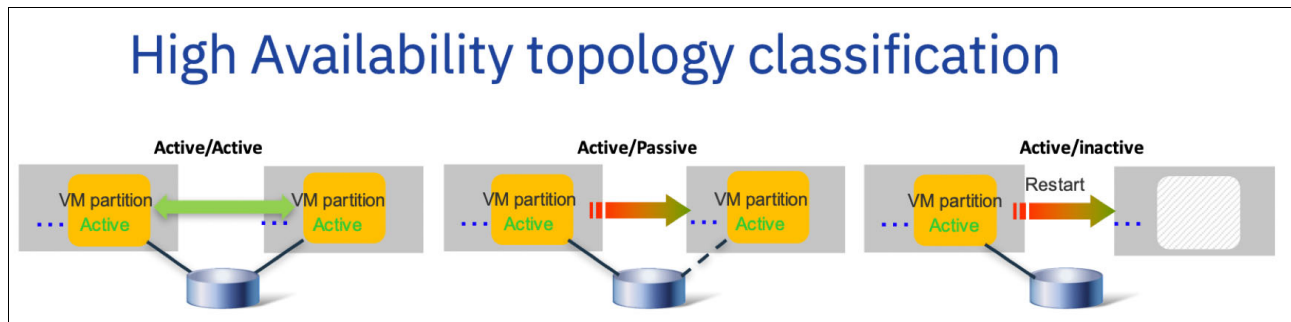 High Availability topology classification
Active/Active
VM partition
... Active
VM partition
... Active
Active/Passive
VM partition
... Active
VM partition
... Active
Active/inactive
VM partition
... Active
Restart
...